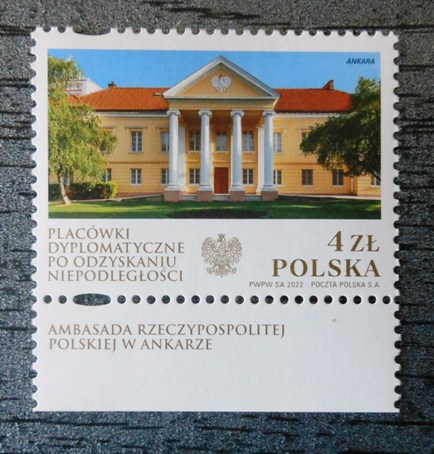 ANKARA
PLACÓWKI
DYPLOMATYCZNE
PO ODZYSKANIU
NIEPODLEGŁOŚCI
4 ZŁ
POLSKA
PWPW SA 2022 POCZTA POLSKA S.A.
AMBASADA RZECZYPOSPOLITEJ
POLSKIEJ W ANKARZE